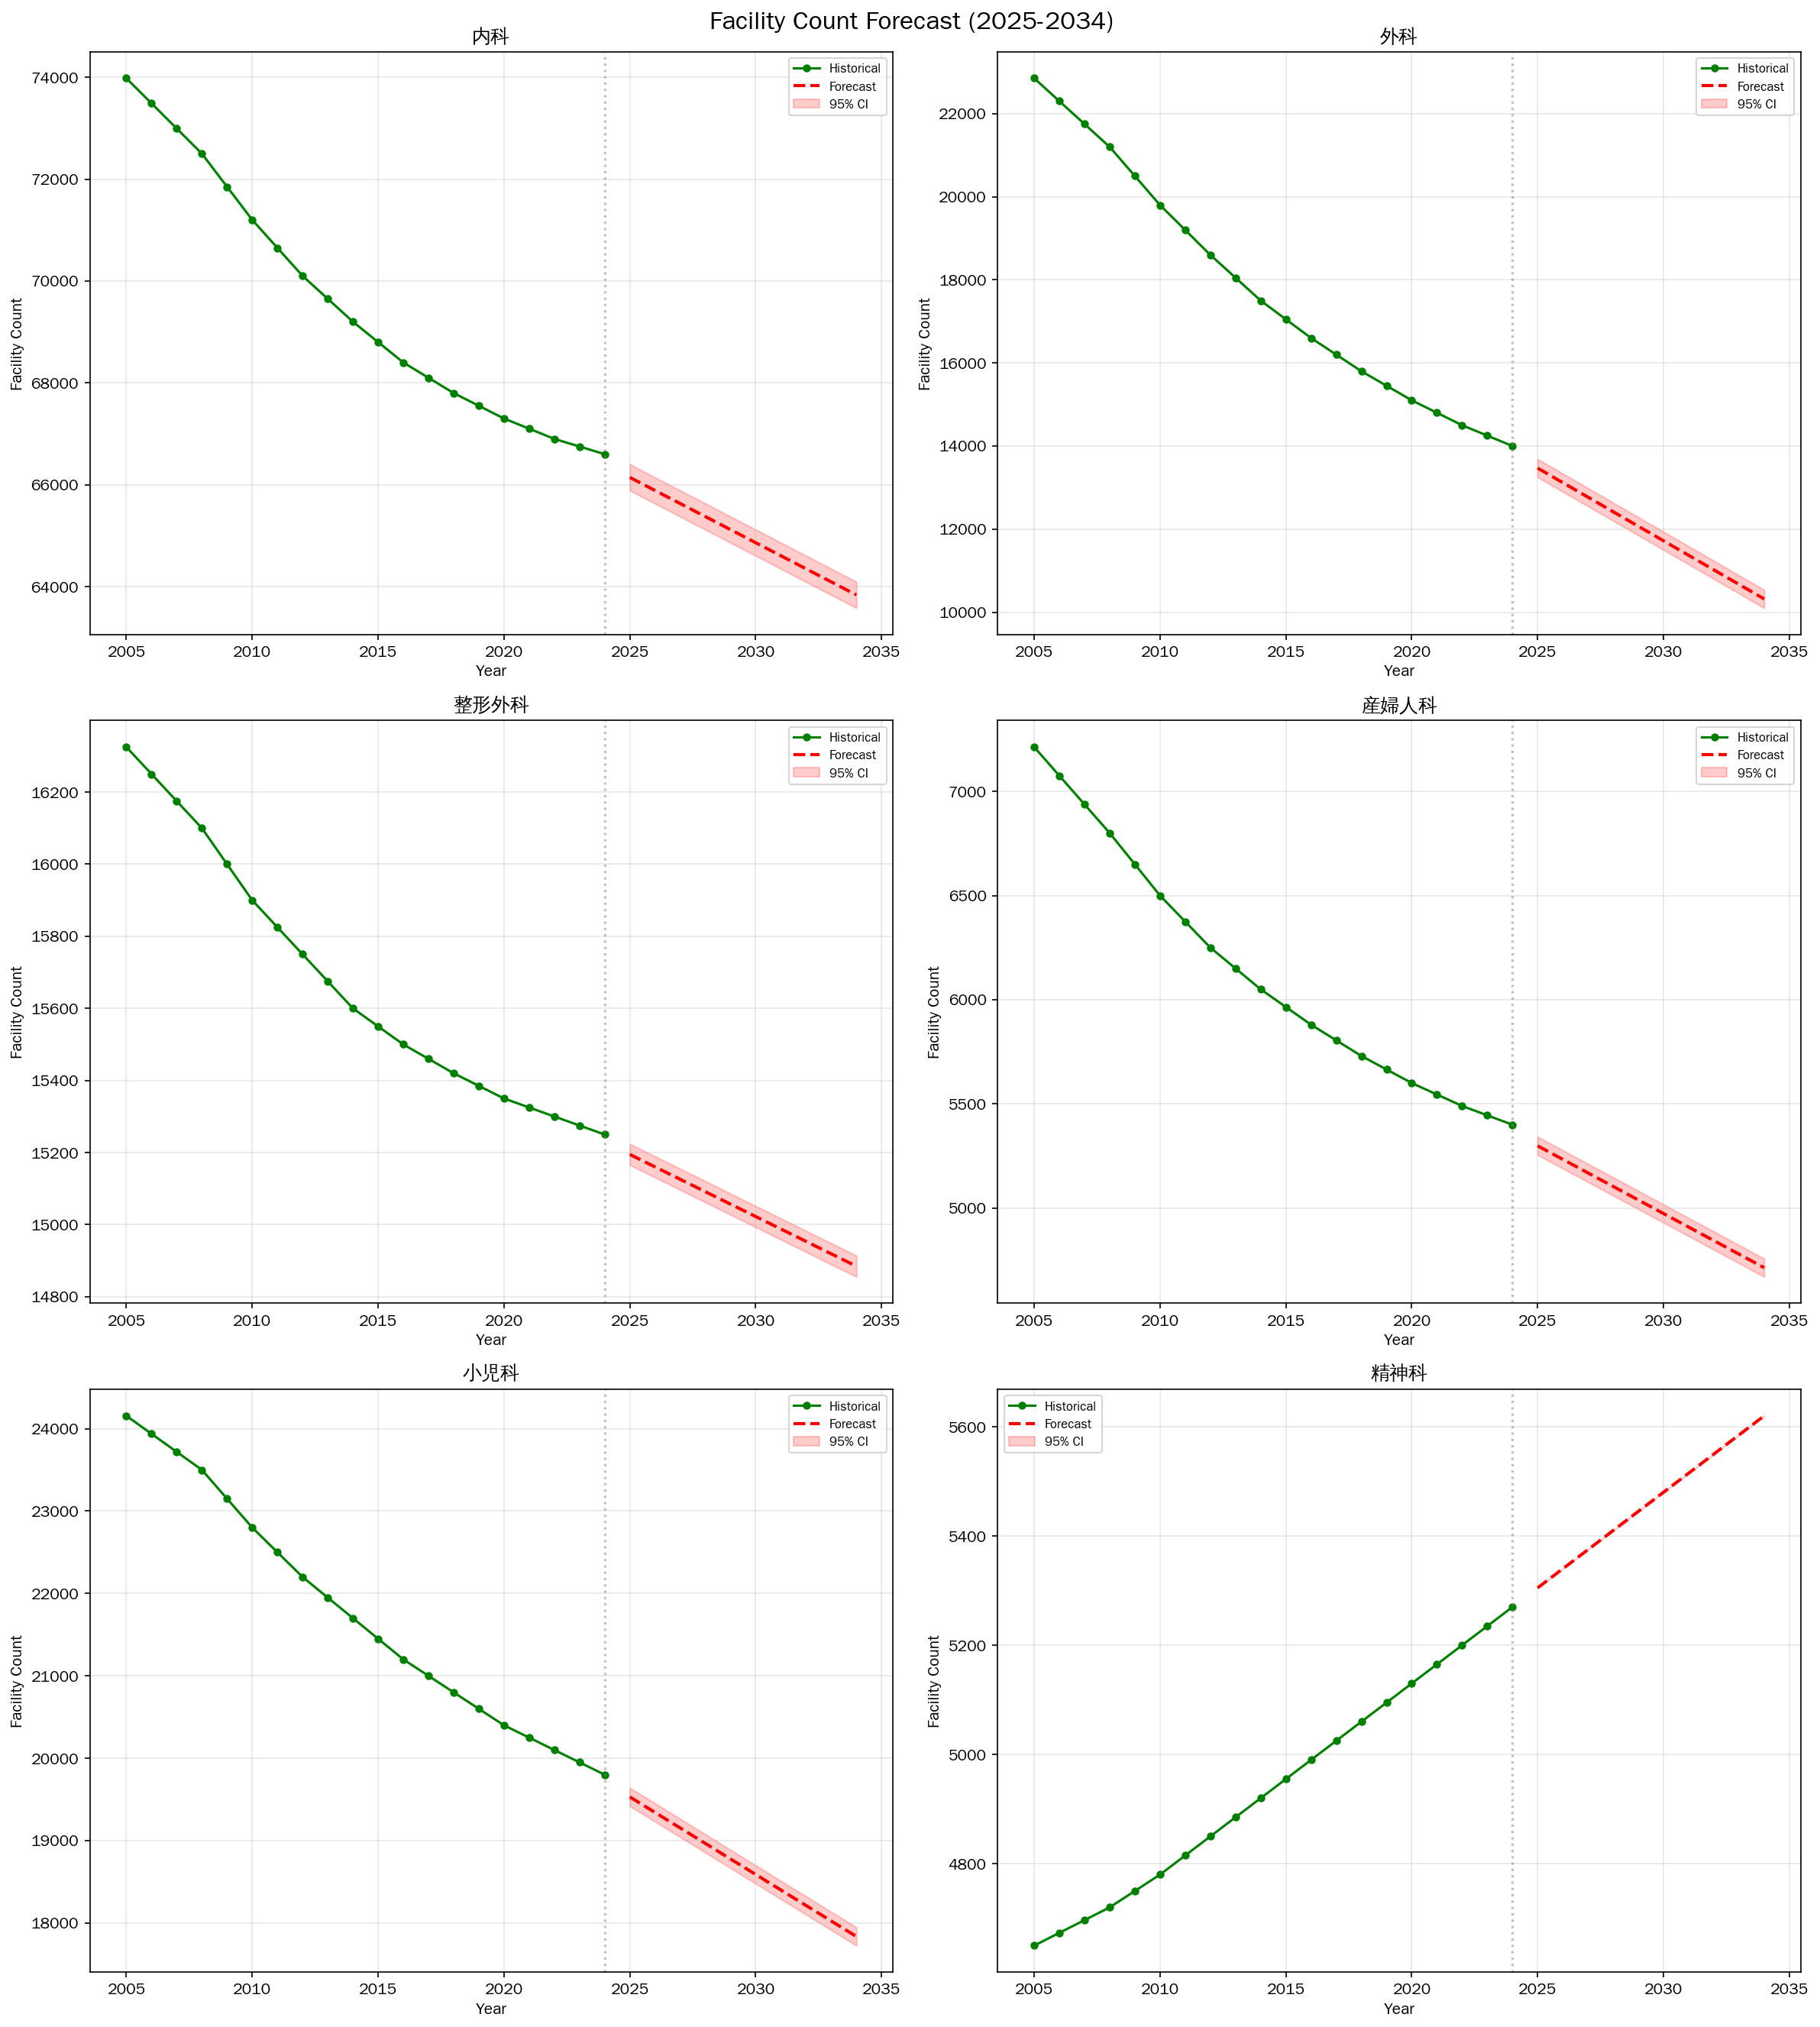 Facility Count Forecast (2025-2034)
内科
Historical
Forecast
95% CI
74000
72000
70000
68000
66000
64000
Facility Count
2005 2010 2015 2020 2025 2030 2035
Year
外科
Historical
Forecast
95% CI
22000
20000
18000
16000
14000
12000
10000
Facility Count
2005 2010 2015 2020 2025 2030 2035
Year
整形外科
Historical
Forecast
95% CI
16200
16000
15800
15600
15400
15200
15000
14800
Facility Count
2005 2010 2015 2020 2025 2030 2035
Year
産婦人科
Historical
Forecast
95% CI
7000
6500
6000
5500
5000
Facility Count
2005 2010 2015 2020 2025 2030 2035
Year
小児科
Historical
Forecast
95% CI
24000
23000
22000
21000
20000
19000
18000
Facility Count
2005 2010 2015 2020 2025 2030 2035
Year
精神科
Historical
Forecast
95% CI
5600
5400
5200
5000
4800
Facility Count
2005 2010 2015 2020 2025 2030 2035
Year